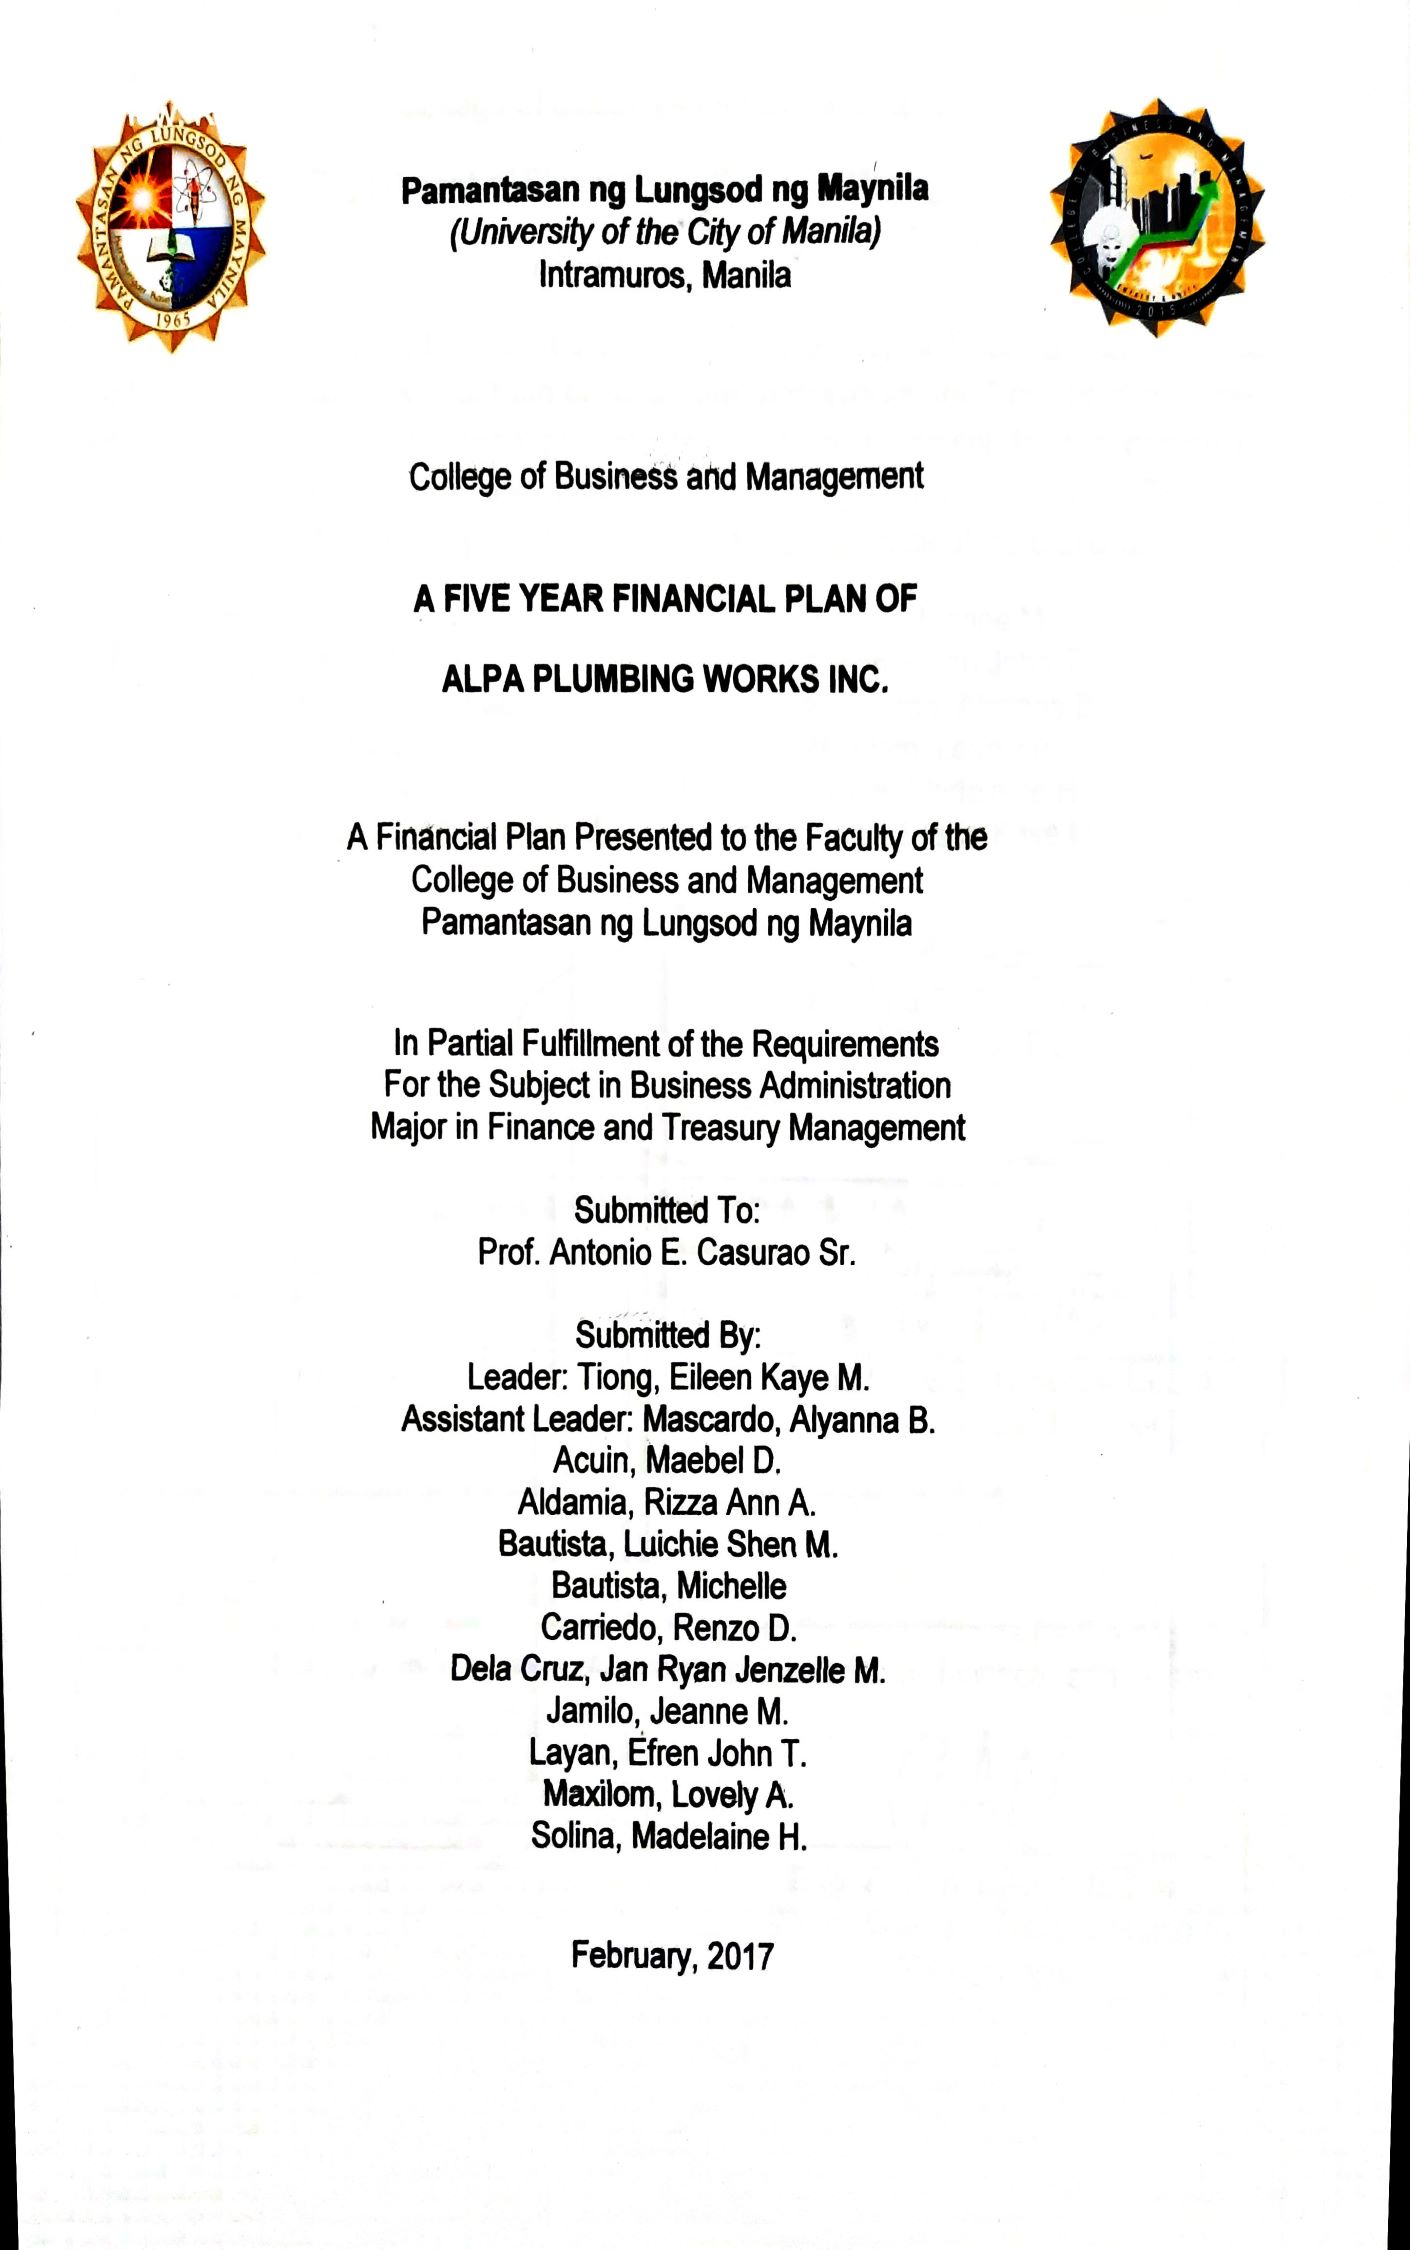 PAMANTASAN NG LUNGSOD NG MAYNILA
1965
COLLEGE OF BUSINESS AND MANAGEMENT
2015
Pamantasan ng Lungsod ng Maynila
(University of the City of Manila)
Intramuros, Manila
College of Business and Management
A FIVE YEAR FINANCIAL PLAN OF
ALPA PLUMBING WORKS INC.
A Financial Plan Presented to the Faculty of the
College of Business and Management
Pamantasan ng Lungsod ng Maynila
In Partial Fulfillment of the Requirements
For the Subject in Business Administration
Major in Finance and Treasury Management
Submitted To:
Prof. Antonio E. Casurao Sr.
Submitted By:
Leader: Tiong, Eileen Kaye M.
Assistant Leader: Mascardo, Alyanna B.
Acuin, Maebel D.
Aldamia, Rizza Ann A.
Bautista, Luichie Shen M.
Bautista, Michelle
Carriedo, Renzo D.
Dela Cruz, Jan Ryan Jenzelle M.
Jamilo, Jeanne M.
Layan, Efren John T.
Maxilom, Lovely A.
Solina, Madelaine H.
February, 2017